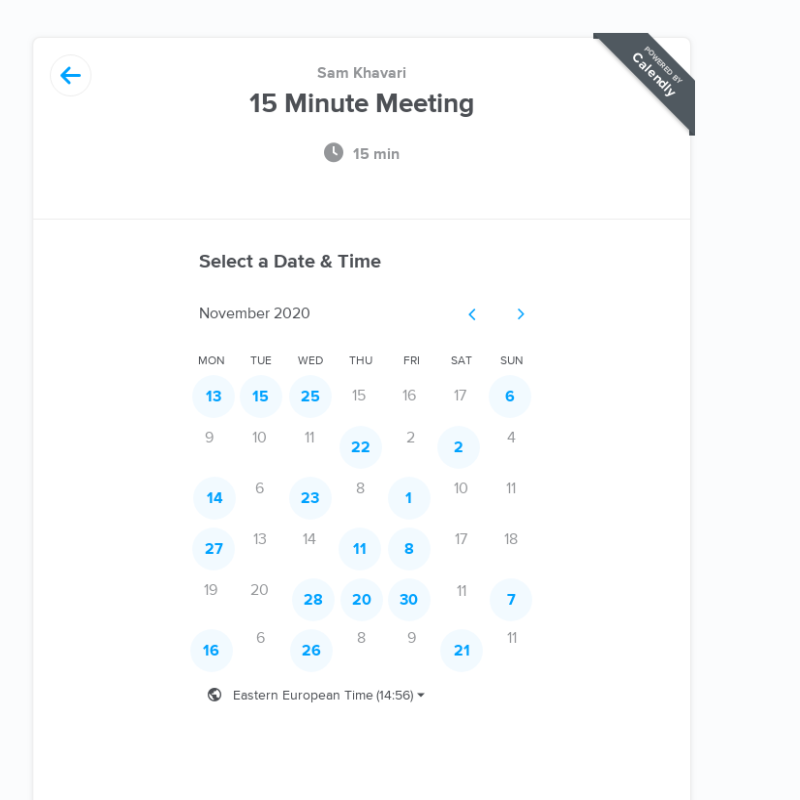 Sam Khavari
POWERED BY
Calendly
15 Minute Meeting
15 min
Select a Date & Time
November 2020
MON TUE WED THU FRI SAT SUN
13 15 25 15 16 17 6
9 10 11 22 2 2 4
14 6 23 8 1 10 11
27 13 14 11 8 17 18
19 20 28 20 30 11 7
16 6 26 8 9 21 11
Eastern European Time (14:56)